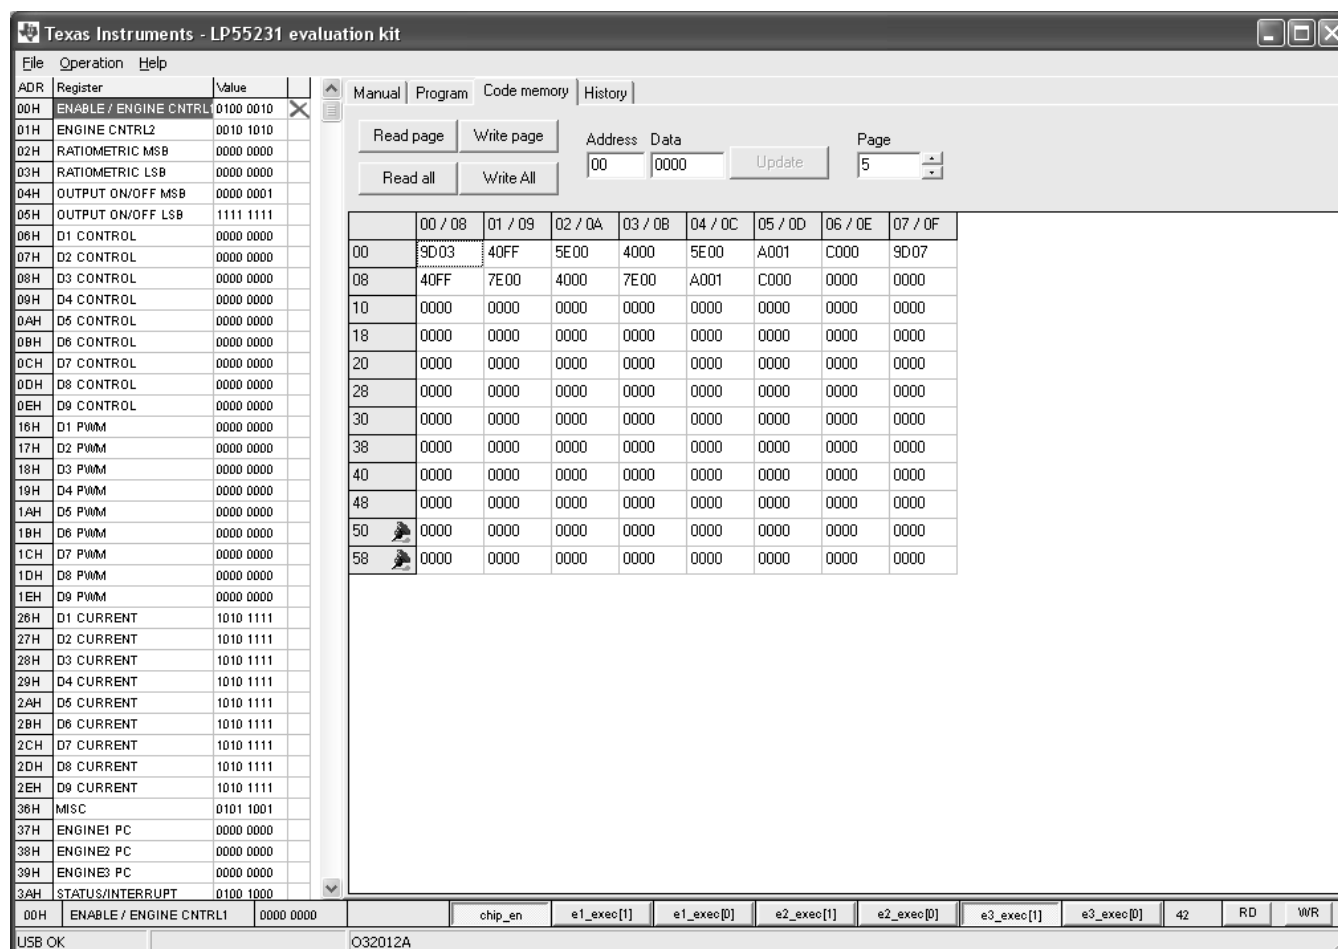 Texas Instruments - LP55231 evaluation kit
File Operation Help
ADR Register Value
00H ENABLE / ENGINE CNTRL1 0100 0010
01H ENGINE CNTRL2 0010 1010
02H RATIOMETRIC MSB 0000 0000
03H RATIOMETRIC LSB 0000 0000
04H OUTPUT ON/OFF MSB 0000 0001
05H OUTPUT ON/OFF LSB 1111 1111
06H D1 CONTROL 0000 0000
07H D2 CONTROL 0000 0000
08H D3 CONTROL 0000 0000
09H D4 CONTROL 0000 0000
0AH D5 CONTROL 0000 0000
0BH D6 CONTROL 0000 0000
0CH D7 CONTROL 0000 0000
0DH D8 CONTROL 0000 0000
0EH D9 CONTROL 0000 0000
16H D1 PWM 0000 0000
17H D2 PWM 0000 0000
18H D3 PWM 0000 0000
19H D4 PWM 0000 0000
1AH D5 PWM 0000 0000
1BH D6 PWM 0000 0000
1CH D7 PWM 0000 0000
1DH D8 PWM 0000 0000
1EH D9 PWM 0000 0000
26H D1 CURRENT 1010 1111
27H D2 CURRENT 1010 1111
28H D3 CURRENT 1010 1111
29H D4 CURRENT 1010 1111
2AH D5 CURRENT 1010 1111
2BH D6 CURRENT 1010 1111
2CH D7 CURRENT 1010 1111
2DH D8 CURRENT 1010 1111
2EH D9 CURRENT 1010 1111
36H MISC 0101 1001
37H ENGINE1 PC 0000 0000
38H ENGINE2 PC 0000 0000
39H ENGINE3 PC 0000 0000
3AH STATUS/INTERRUPT 0100 1000
Manual Program Code memory History
Read page Write page Address Data Page
00 0000 Update 5
Read all Write All
00 / 08 01 / 09 02 / 0A 03 / 0B 04 / 0C 05 / 0D 06 / 0E 07 / 0F
00 9D03 40FF 5E00 4000 5E00 A001 C000 9D07
08 40FF 7E00 4000 7E00 A001 C000 0000 0000
10 0000 0000 0000 0000 0000 0000 0000 0000
18 0000 0000 0000 0000 0000 0000 0000 0000
20 0000 0000 0000 0000 0000 0000 0000 0000
28 0000 0000 0000 0000 0000 0000 0000 0000
30 0000 0000 0000 0000 0000 0000 0000 0000
38 0000 0000 0000 0000 0000 0000 0000 0000
40 0000 0000 0000 0000 0000 0000 0000 0000
48 0000 0000 0000 0000 0000 0000 0000 0000
50 0000 0000 0000 0000 0000 0000 0000 0000
58 0000 0000 0000 0000 0000 0000 0000 0000
00H ENABLE / ENGINE CNTRL1 0000 0000 chip_en e1_exec[1] e1_exec[0] e2_exec[1] e2_exec[0] e3_exec[1] e3_exec[0] 42 RD WR
USB OK O32012A